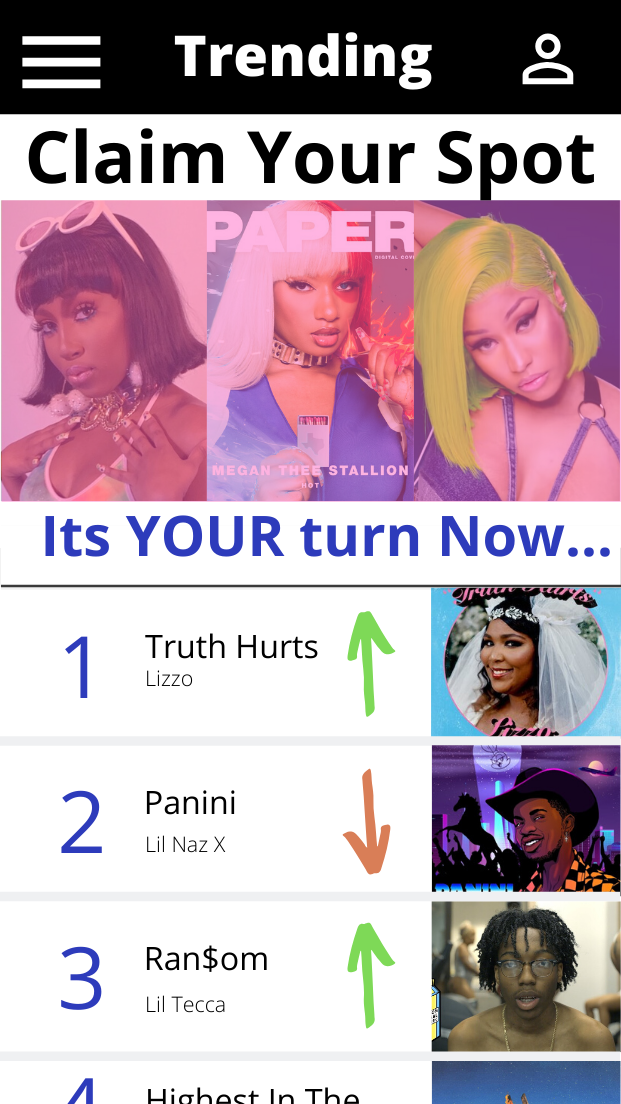 Trending
Claim Your Spot
PAPER
DIGITAL COV
MEGAN THEE STALLION
HOT
Its YOUR turn Now...
1
Truth Hurts
Lizzo
Truth Hurts
Lizzo
2
Panini
Lil Naz X
PANINI
3
Ran$om
Lil Tecca
4
Highest In The